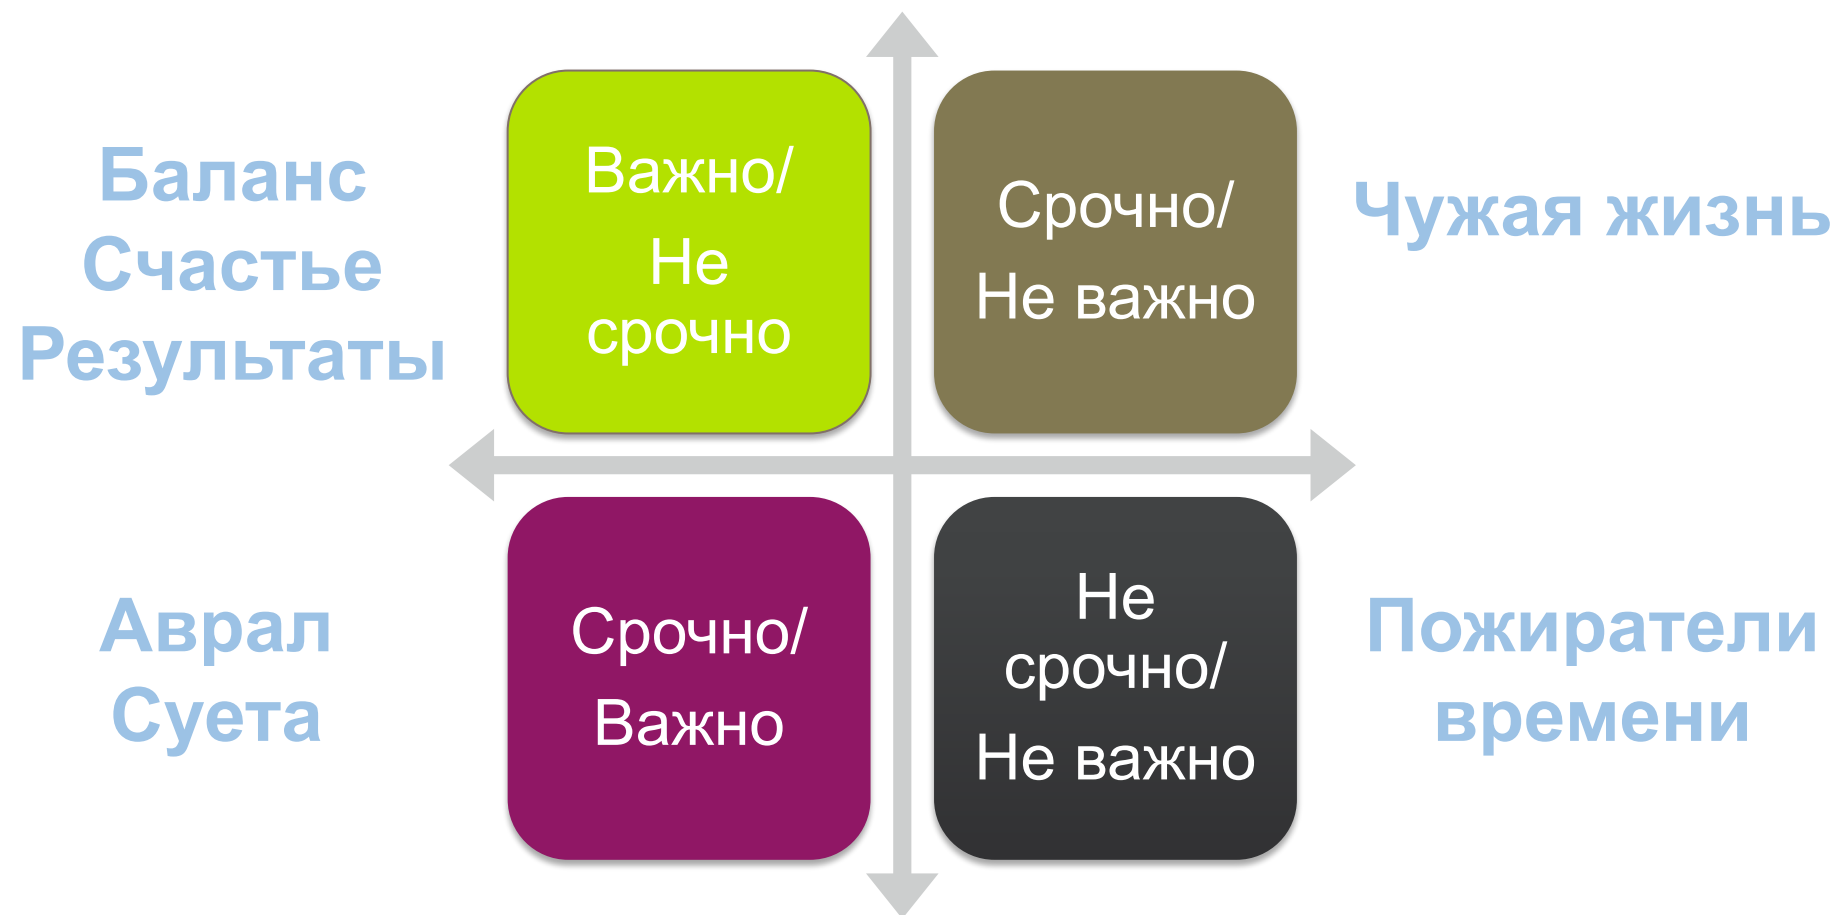 Баланс
Счастье
Результаты
Важно/
Не
срочно
Срочно/
Не важно
Чужая жизнь
Аврал
Суета
Срочно/
Важно
Не
срочно/
Не важно
Пожиратели
времени